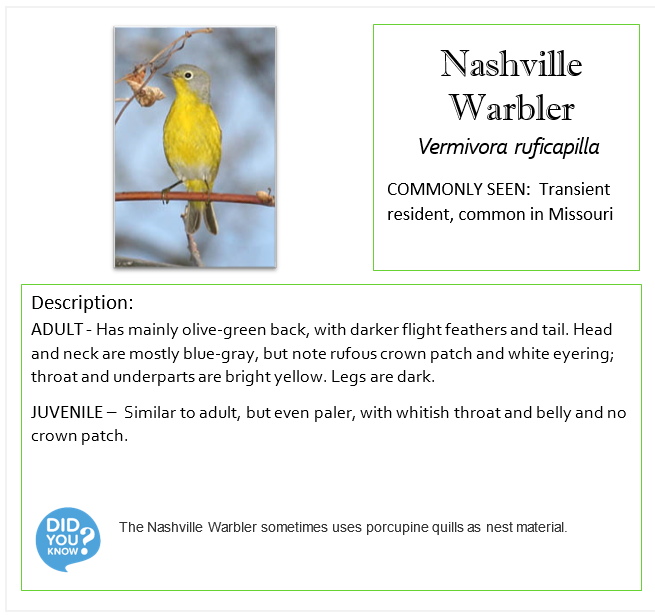 Nashville
Warbler
Vermivora ruficapilla
COMMONLY SEEN:  Transient
resident, common in Missouri
Description:
ADULT - Has mainly olive-green back, with darker flight feathers and tail. Head
and neck are mostly blue-gray, but note rufous crown patch and white eyering;
throat and underparts are bright yellow. Legs are dark.
JUVENILE –  Similar to adult, but even paler, with whitish throat and belly and no
crown patch.
DID
YOU
KNOW?
The Nashville Warbler sometimes uses porcupine quills as nest material.